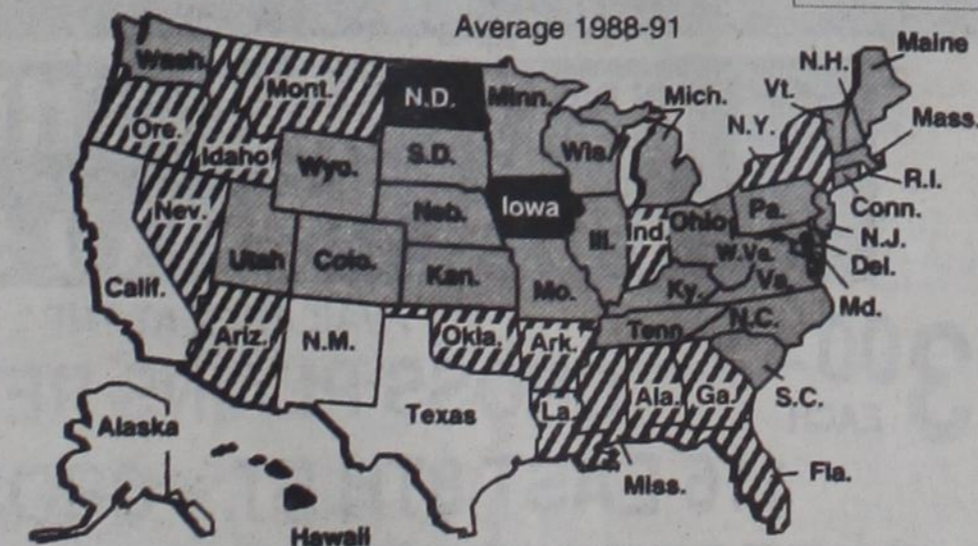 Average 1988-91
Maine
N.H.
Wash.
Vt.
Mont.
N.D.
Minn.
Mich.
Mass.
Ore.
N.Y.
Idaho
S.D.
Wis.
Wyo.
R.I.
Nev.
Neb.
Iowa
Ohio
Pa.
Conn.
Ill.
Ind.
N.J.
Utah
Colo.
W.Va.
Del.
Calif.
Kan.
Mo.
Ky.
Va.
Md.
Ariz.
N.M.
Okla.
Ark.
Tenn.
N.C.
S.C.
Texas
La.
Ala.
Ga.
Alaska
Miss.
Fla.
Hawaii